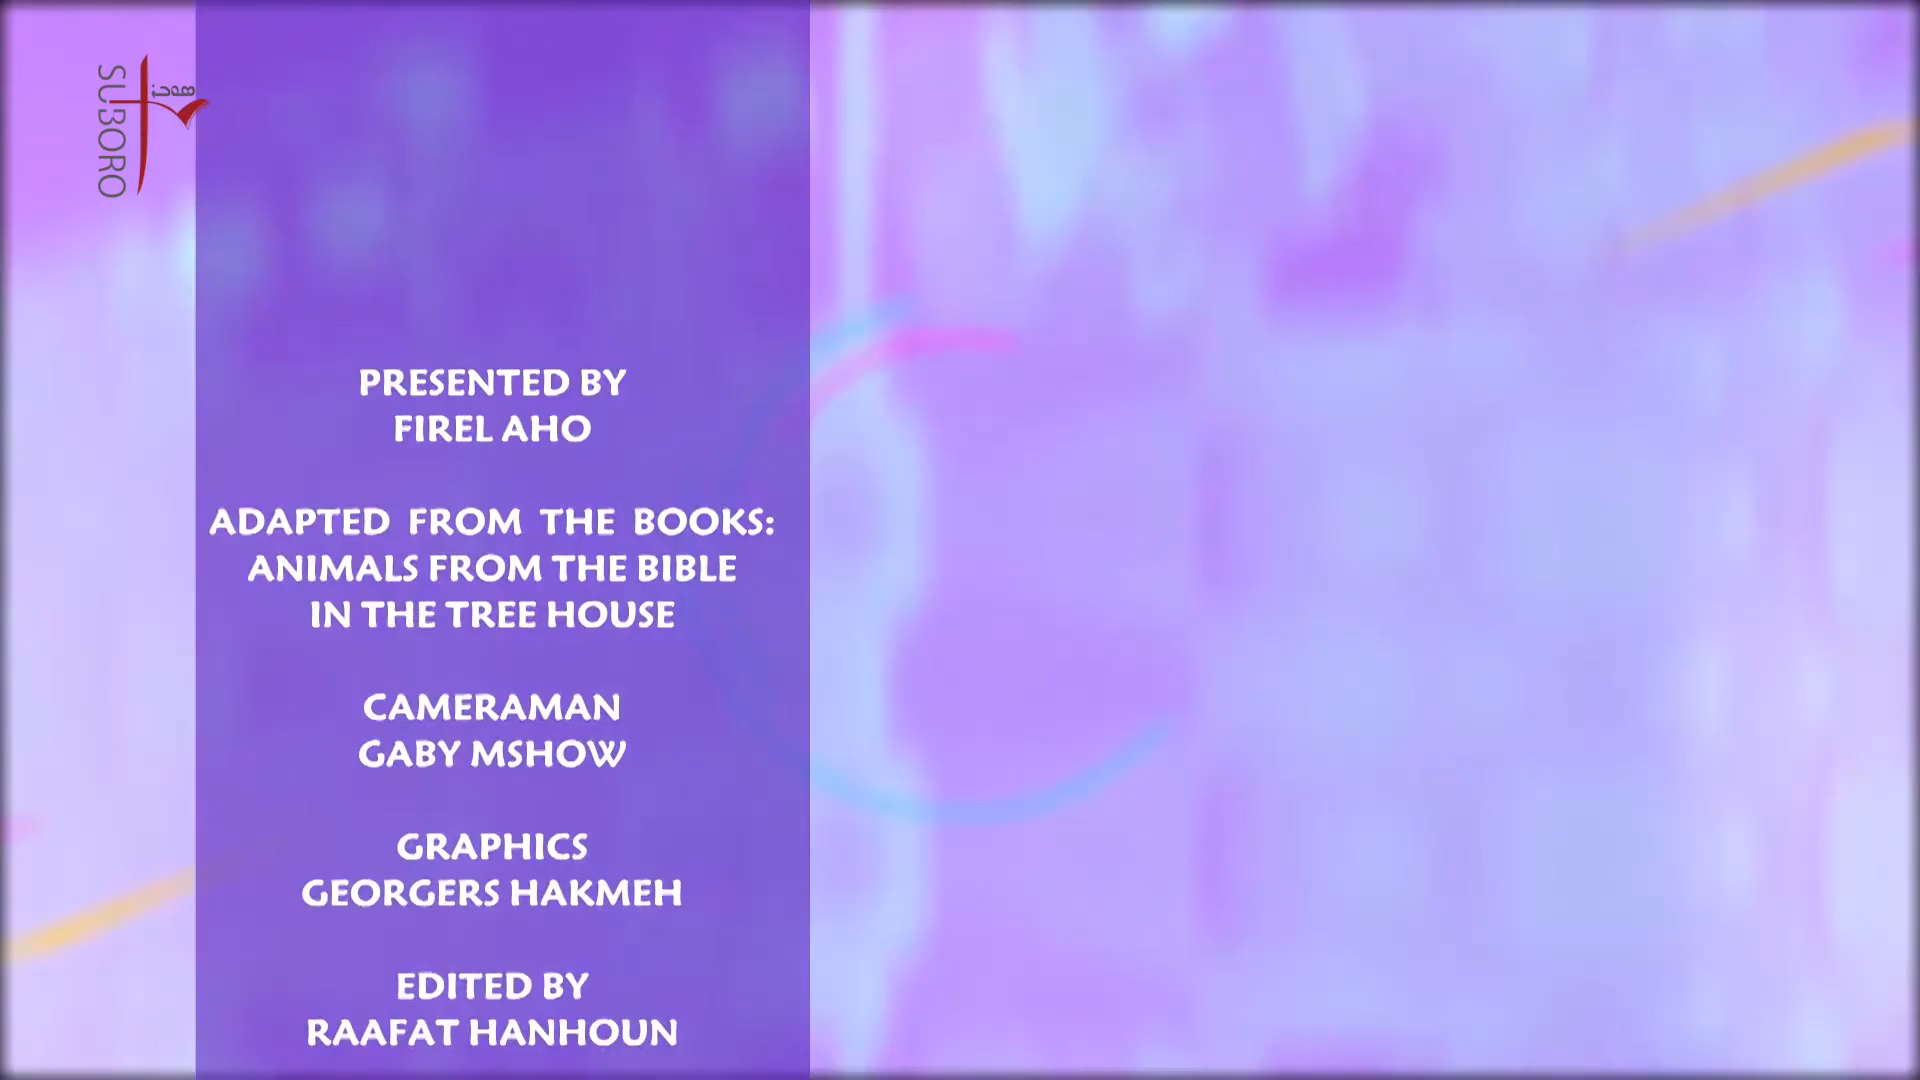 SUBORO
PRESENTED BY
FIREL AHO
ADAPTED FROM THE BOOKS:
ANIMALS FROM THE BIBLE
IN THE TREE HOUSE
CAMERAMAN
GABY MSHOW
GRAPHICS
GEORGERS HAKMEH
EDITED BY
RAAFAT HANHOUN